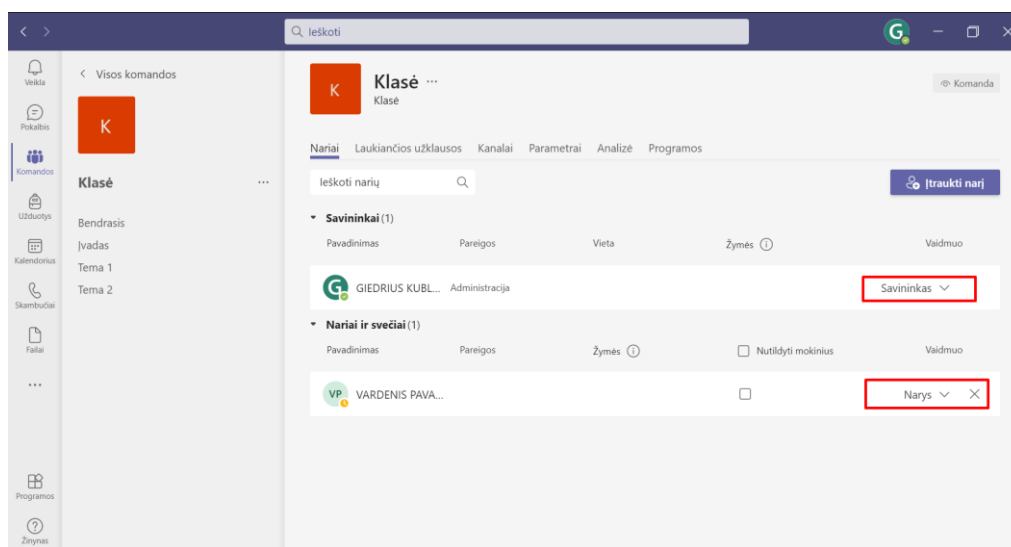 Ieškoti
G
Veikla
Pokalbis
Komandos
Užduotys
Kalendorius
Skambučiai
Failai
Programos
Žinynas
Visos komandos
K
Klasė
Bendrasis
Įvadas
Tema 1
Tema 2
K
Klasė
Klasė
Komanda
Nariai Laukiančios užklausos Kanalai Parametrai Analizė Programos
Ieškoti narių
Įtraukti narį
Savininkai (1)
Pavadinimas Pareigos Vieta Žymės Vaidmuo
G GIEDRIUS KUBL... Administracija Savininkas
Nariai ir svečiai (1)
Pavadinimas Pareigos Žymės Nutildyti mokinius Vaidmuo
VP VARDENIS PAVA... Narys